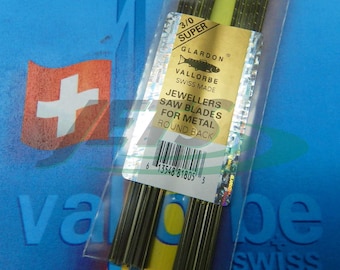 3/0
SUPER
GLARDON
VALLORBE
SWISS MADE
JEWELLERS
SAW BLADES
FOR METAL
ROUND BACK
vallorbe
swiss